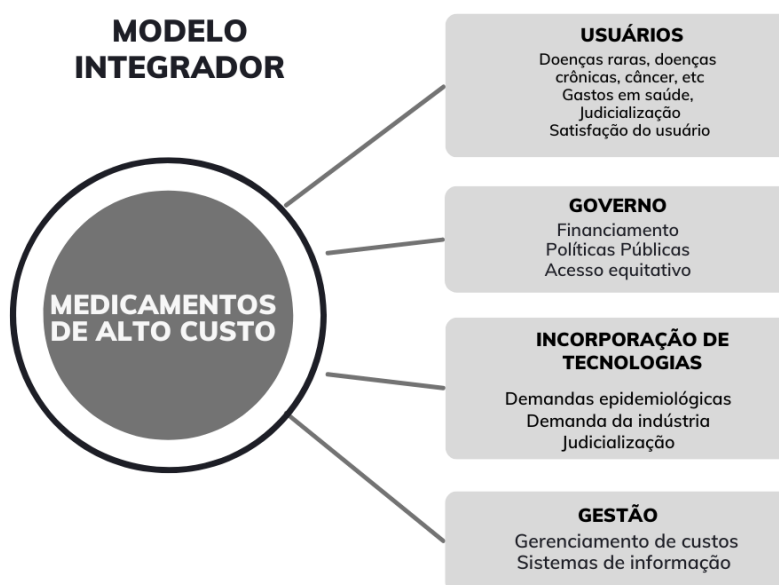 MODELO
INTEGRADOR
MEDICAMENTOS
DE ALTO CUSTO
USUÁRIOS
Doenças raras, doenças
crônicas, câncer, etc
Gastos em saúde,
Judicialização
Satisfação do usuário
GOVERNO
Financiamento
Políticas Públicas
Acesso equitativo
INCORPORAÇÃO DE
TECNOLOGIAS
Demandas epidemiológicas
Demanda da indústria
Judicialização
GESTÃO
Gerenciamento de custos
Sistemas de informação